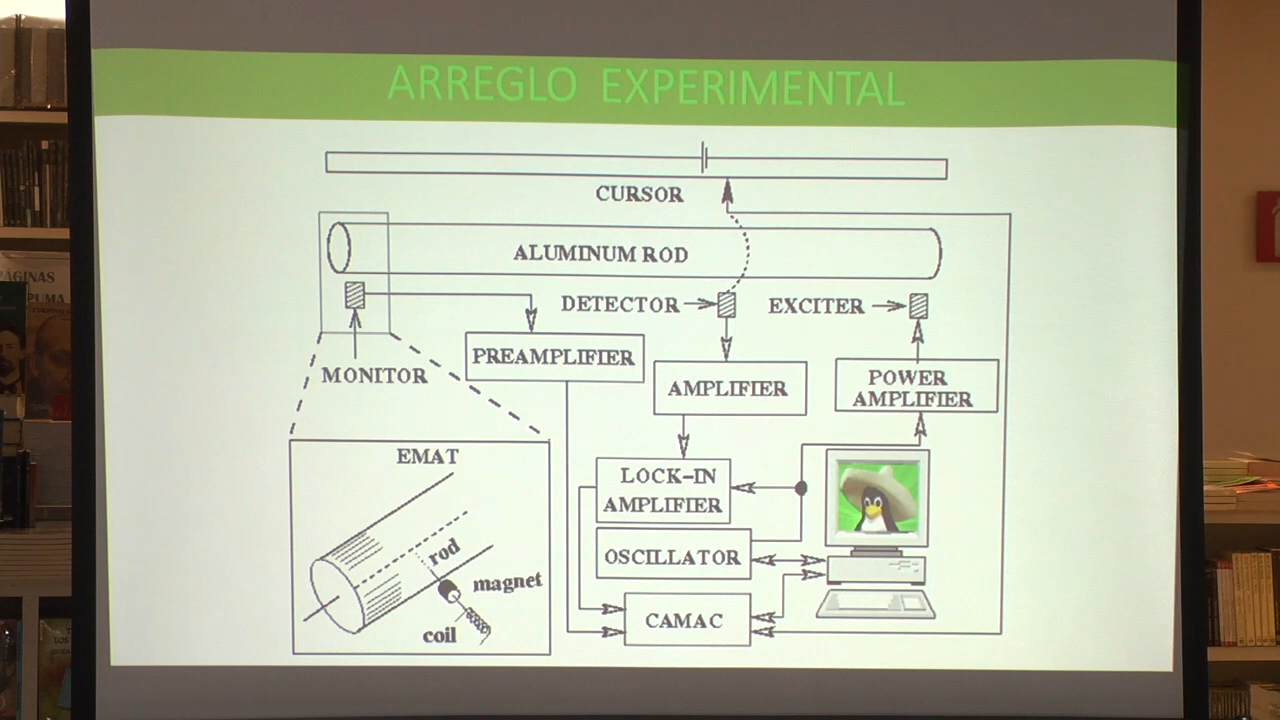 ARREGLO EXPERIMENTAL
CURSOR
ALUMINUM ROD
DETECTOR
EXCITER
MONITOR
PREAMPLIFIER
AMPLIFIER
POWER
AMPLIFIER
EMAT
rod
magnet
coil
LOCK-IN
AMPLIFIER
OSCILLATOR
CAMAC
PÁGINAS